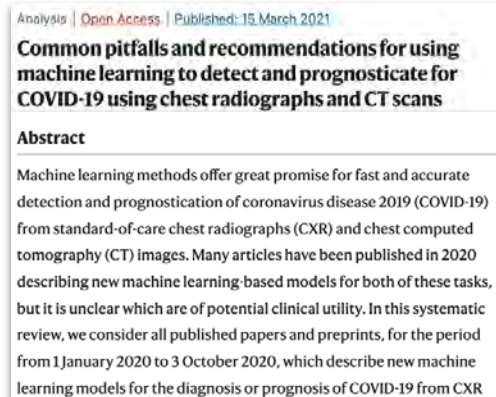 Analysis | Open Access | Published: 15 March 2021
Common pitfalls and recommendations for using
machine learning to detect and prognosticate for
COVID-19 using chest radiographs and CT scans
Abstract
Machine learning methods offer great promise for fast and accurate
detection and prognostication of coronavirus disease 2019 (COVID-19)
from standard-of-care chest radiographs (CXR) and chest computed
tomography (CT) images. Many articles have been published in 2020
describing new machine learning-based models for both of these tasks,
but it is unclear which are of potential clinical utility. In this systematic
review, we consider all published papers and preprints, for the period
from 1 January 2020 to 3 October 2020, which describe new machine
learning models for the diagnosis or prognosis of COVID-19 from CXR